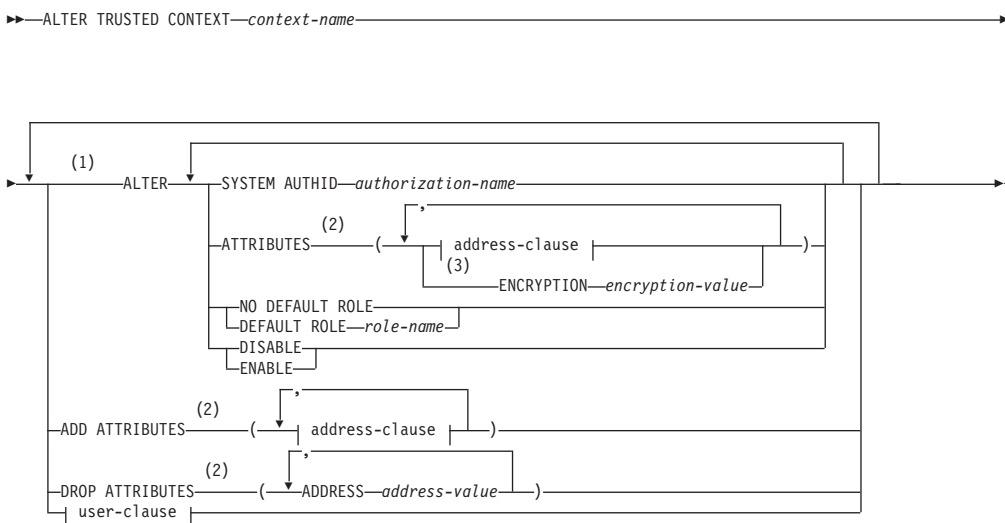 ALTER TRUSTED CONTEXT context-name
(1)
ALTER SYSTEM AUTHID authorization-name
,
(2)
ATTRIBUTES ( address-clause )
(3)
ENCRYPTION encryption-value
NO DEFAULT ROLE
DEFAULT ROLE role-name
DISABLE
ENABLE
,
(2)
ADD ATTRIBUTES ( address-clause )
,
(2)
DROP ATTRIBUTES ( ADDRESS address-value )
user-clause